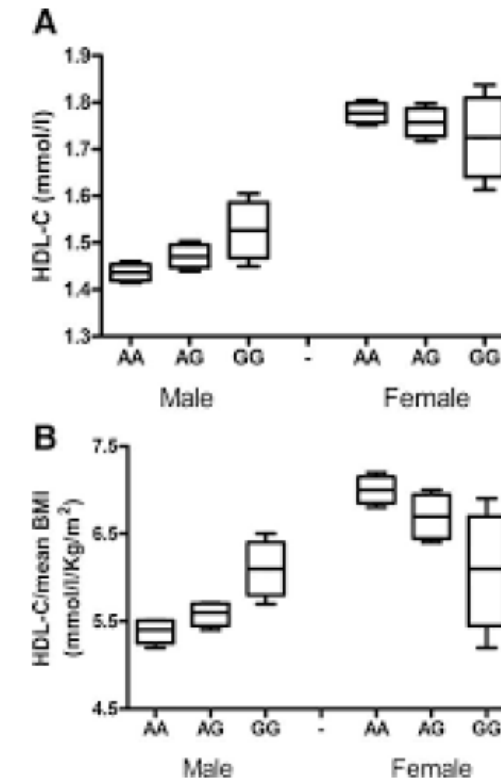 A
HDL-C (mmol/l)
1.9
1.8
1.7
1.6
1.5
1.4
1.3
AA AG GG - AA AG GG
Male Female
B
HDL-C/mean BMI
(mmol/l/Kg/m²)
7.5
6.5
5.5
4.5
AA AG GG - AA AG GG
Male Female